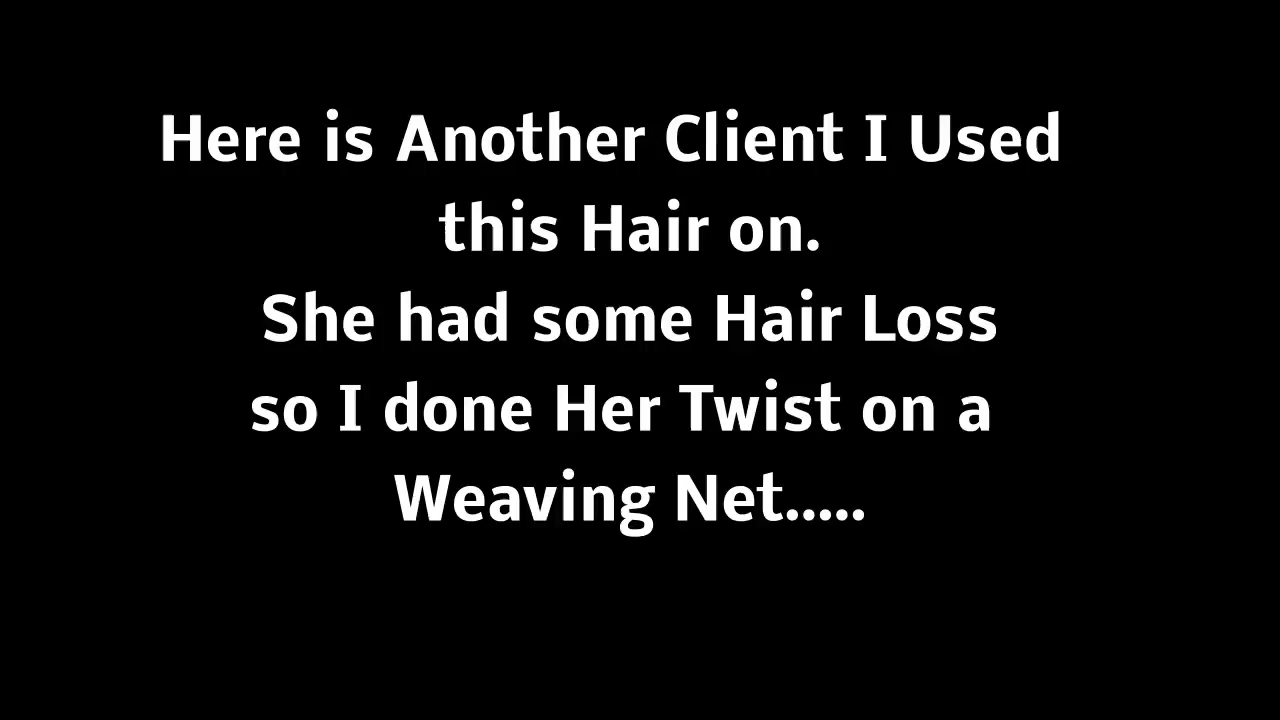 Here is Another Client I Used
this Hair on.
She had some Hair Loss
so I done Her Twist on a
Weaving Net.....